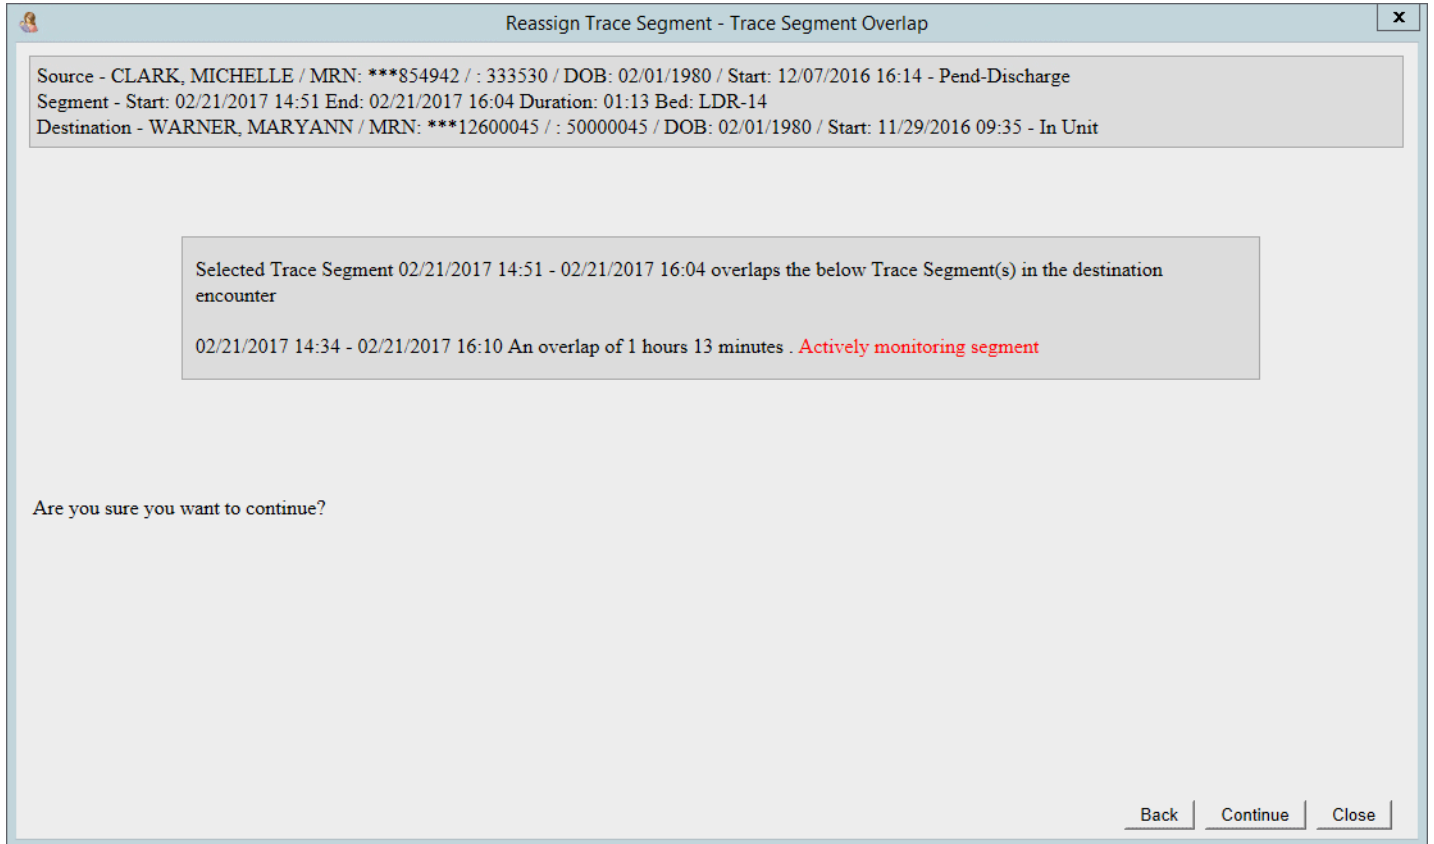 Reassign Trace Segment - Trace Segment Overlap
x
Source - CLARK, MICHELLE / MRN: ***854942 / : 333530 / DOB: 02/01/1980 / Start: 12/07/2016 16:14 - Pend-Discharge
Segment - Start: 02/21/2017 14:51 End: 02/21/2017 16:04 Duration: 01:13 Bed: LDR-14
Destination - WARNER, MARYANN / MRN: ***12600045 / : 50000045 / DOB: 02/01/1980 / Start: 11/29/2016 09:35 - In Unit
Selected Trace Segment 02/21/2017 14:51 - 02/21/2017 16:04 overlaps the below Trace Segment(s) in the destination
encounter
02/21/2017 14:34 - 02/21/2017 16:10 An overlap of 1 hours 13 minutes . Actively monitoring segment
Are you sure you want to continue?
Back Continue Close